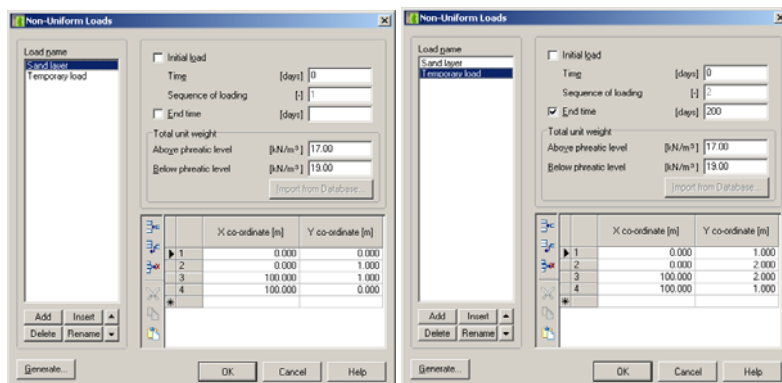 Non-Uniform Loads
Load name
Sand layer
Temporary load
Initial load
Time [days] 0
Sequence of loading [-] 1
End time [days]
Total unit weight
Above phreatic level [kN/m³] 17.00
Below phreatic level [kN/m³] 19.00
Import from Database...
X co-ordinate [m] Y co-ordinate [m]
1 0.000 0.000
2 0.000 1.000
3 100.000 1.000
4 100.000 0.000
Add Insert
Delete Rename
Generate... OK Cancel Help
Non-Uniform Loads
Load name
Sand layer
Temporary load
Initial load
Time [days] 0
Sequence of loading [-] 2
End time [days] 200
Total unit weight
Above phreatic level [kN/m³] 17.00
Below phreatic level [kN/m³] 19.00
Import from Database...
X co-ordinate [m] Y co-ordinate [m]
1 0.000 1.000
2 0.000 2.000
3 100.000 2.000
4 100.000 1.000
Add Insert
Delete Rename
Generate... OK Cancel Help